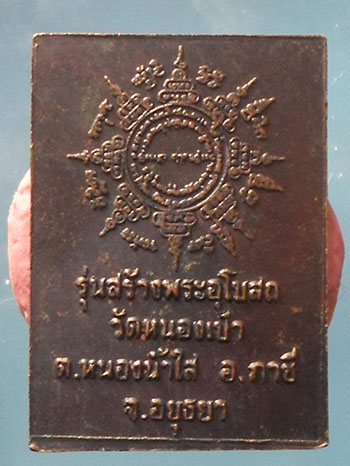 รุ่นสร้างพระอุโบสถ
วัดหนองเป้า
ต.หนองน้ำใส อ.ภาชี
จ.อยุธยา